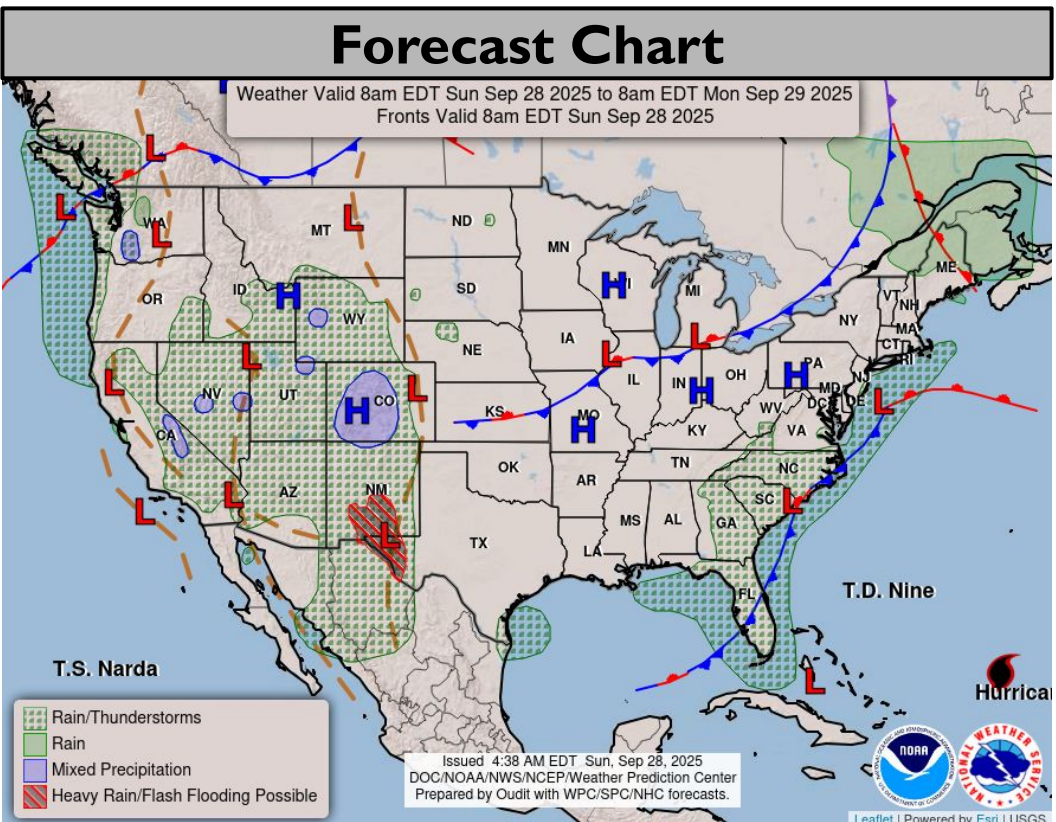 Forecast Chart
Weather Valid 8am EDT Sun Sep 28 2025 to 8am EDT Mon Sep 29 2025
Fronts Valid 8am EDT Sun Sep 28 2025
L
L
WA
L
MT
L
ND
MN
ME
OR
ID
H
WY
SD
H
MI
VT
NH
NY
MA
CT
RI
L
NV
UT
L
CO
H
L
NE
IA
L
L
IL
IN
H
OH
PA
H
NJ
MD
DE
DC
L
CA
KS
MO
H
WV
VA
KY
L
L
AZ
NM
L
OK
AR
TN
NC
SC
L
TX
LA
MS
AL
GA
FL
T.D. Nine
T.S. Narda
L
Hurrica
Rain/Thunderstorms
Rain
Mixed Precipitation
Heavy Rain/Flash Flooding Possible
Issued 4:38 AM EDT Sun, Sep 28, 2025
DOC/NOAA/NWS/NCEP/Weather Prediction Center
Prepared by Oudit with WPC/SPC/NHC forecasts.
NOAA
NATIONAL WEATHER SERVICE
Leaflet | Powered by Esri | USGS